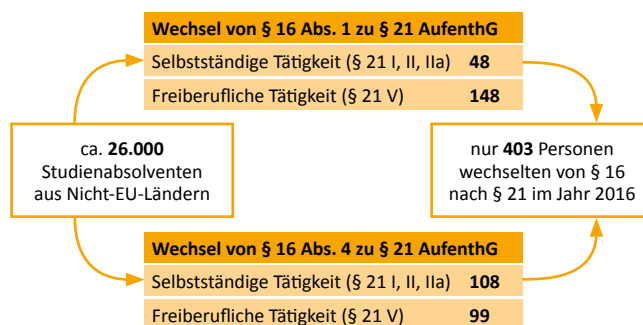 Wechsel von § 16 Abs. 1 zu § 21 AufenthG
Selbstständige Tätigkeit (§ 21 I, II, IIa) 48
Freiberufliche Tätigkeit (§ 21 V) 148
ca. 26.000
Studienabsolventen
aus Nicht-EU-Ländern
nur 403 Personen
wechselten von § 16
nach § 21 im Jahr 2016
Wechsel von § 16 Abs. 4 zu § 21 AufenthG
Selbstständige Tätigkeit (§ 21 I, II, IIa) 108
Freiberufliche Tätigkeit (§ 21 V) 99